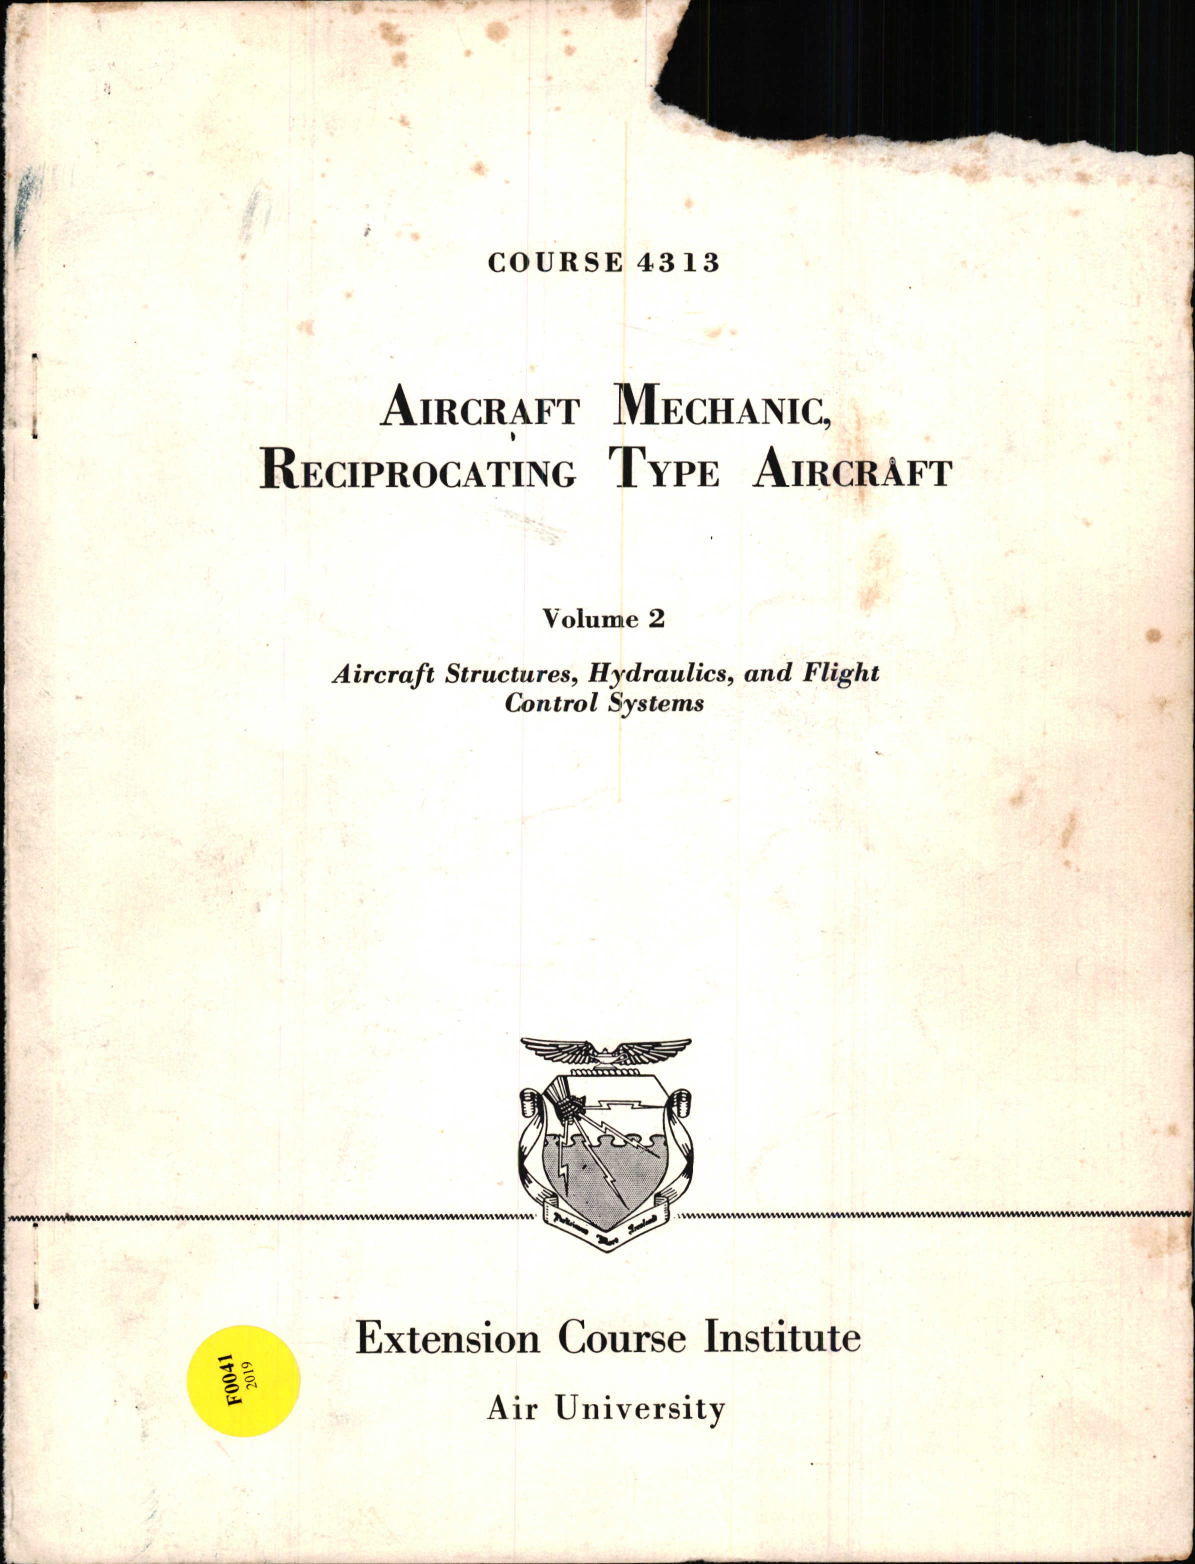 COURSE 4313
AIRCRAFT MECHANIC,
RECIPROCATING TYPE AIRCRAFT
Volume 2
Aircraft Structures, Hydraulics, and Flight
Control Systems
Extension Course Institute
Air University
F0041
2019